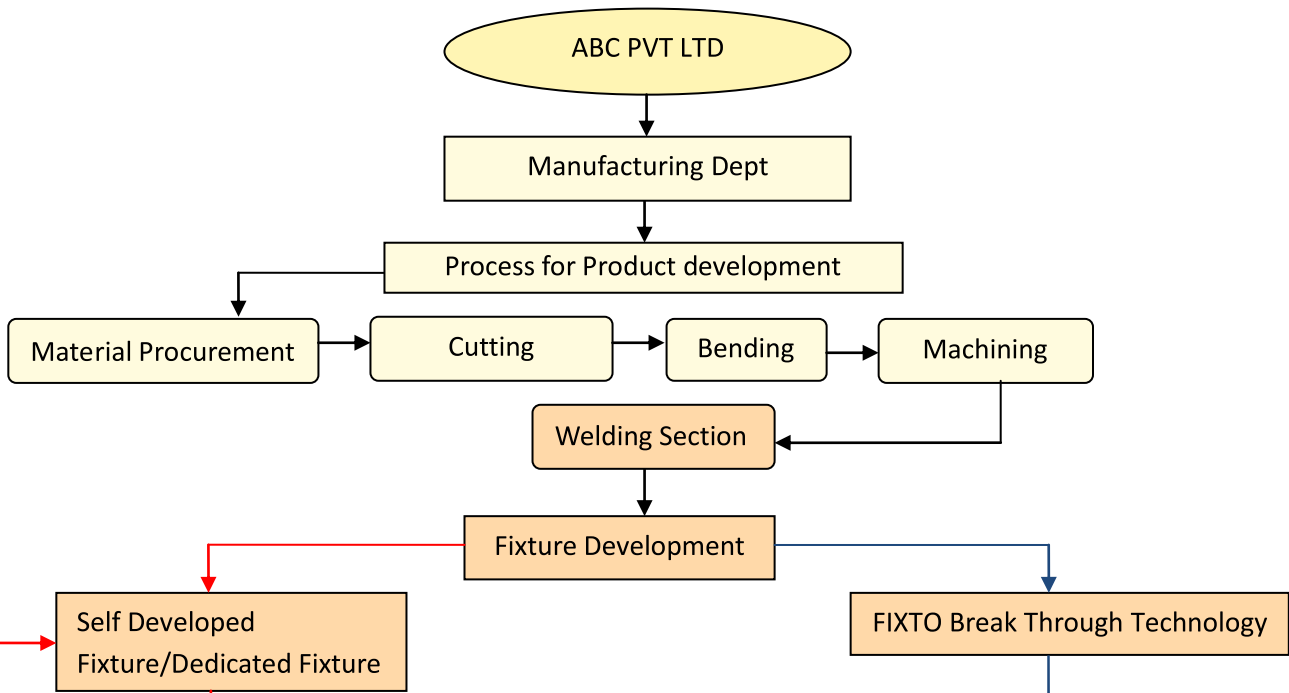 ABC PVT LTD
Manufacturing Dept
Process for Product development
Material Procurement
Cutting
Bending
Machining
Welding Section
Fixture Development
Self Developed
Fixture/Dedicated Fixture
FIXTO Break Through Technology